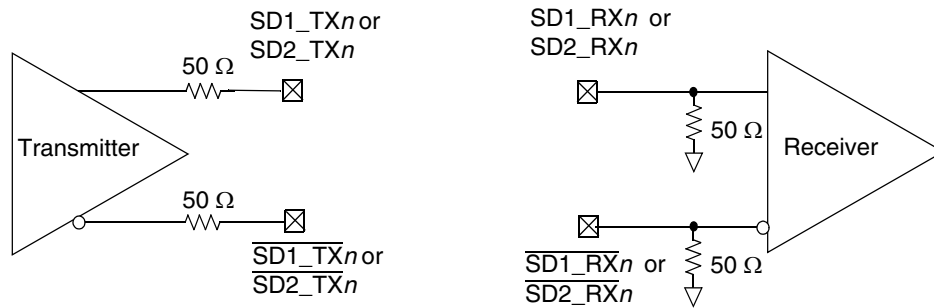 SD1_TXn or
SD2_TXn
50 Ω
Transmitter
50 Ω
SD1_TXn or
SD2_TXn
SD1_RXn or
SD2_RXn
50 Ω
Receiver
SD1_RXn or
SD2_RXn
50 Ω